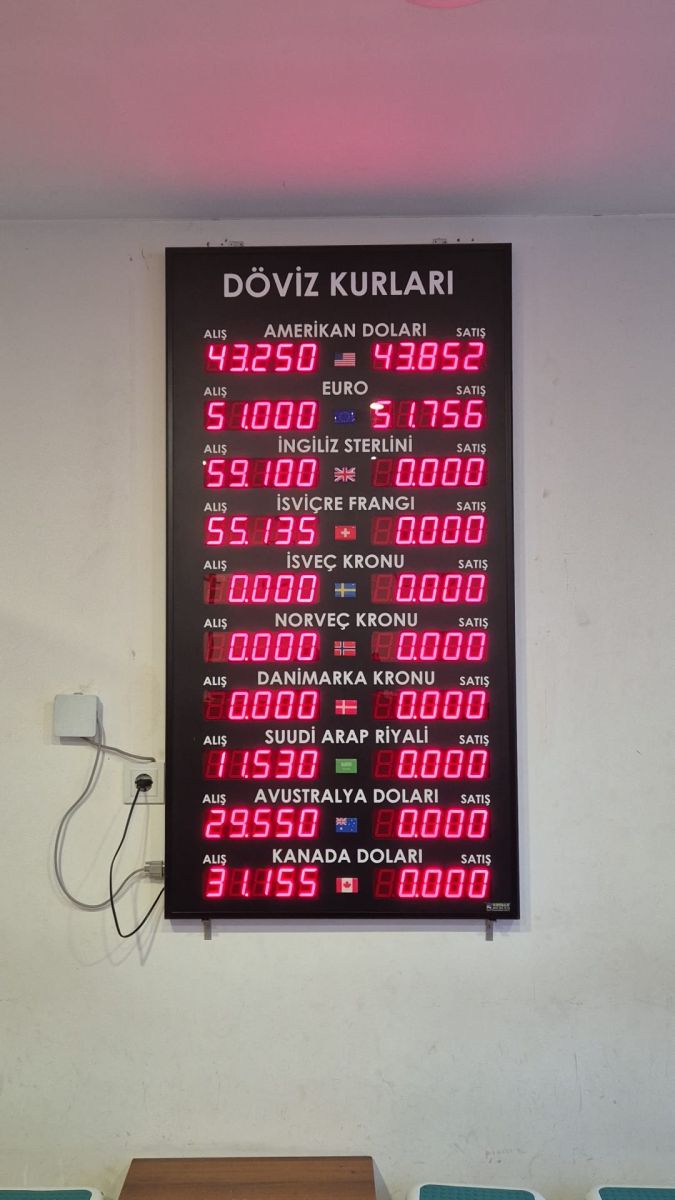 DÖVİZ KURLARI
ALIŞ AMERİKAN DOLARI SATIŞ
43.250 43.852
ALIŞ EURO SATIŞ
51.000 51.756
ALIŞ İNGİLİZ STERLİNİ SATIŞ
59.100 0.000
ALIŞ İSVİÇRE FRANGI SATIŞ
55.135 0.000
ALIŞ İSVEÇ KRONU SATIŞ
0.000 0.000
ALIŞ NORVEÇ KRONU SATIŞ
0.000 0.000
ALIŞ DANİMARKA KRONU SATIŞ
0.000 0.000
ALIŞ SUUDİ ARAP RİYALİ SATIŞ
11.530 0.000
ALIŞ AVUSTRALYA DOLARI SATIŞ
29.550 0.000
ALIŞ KANADA DOLARI SATIŞ
31.155 0.000